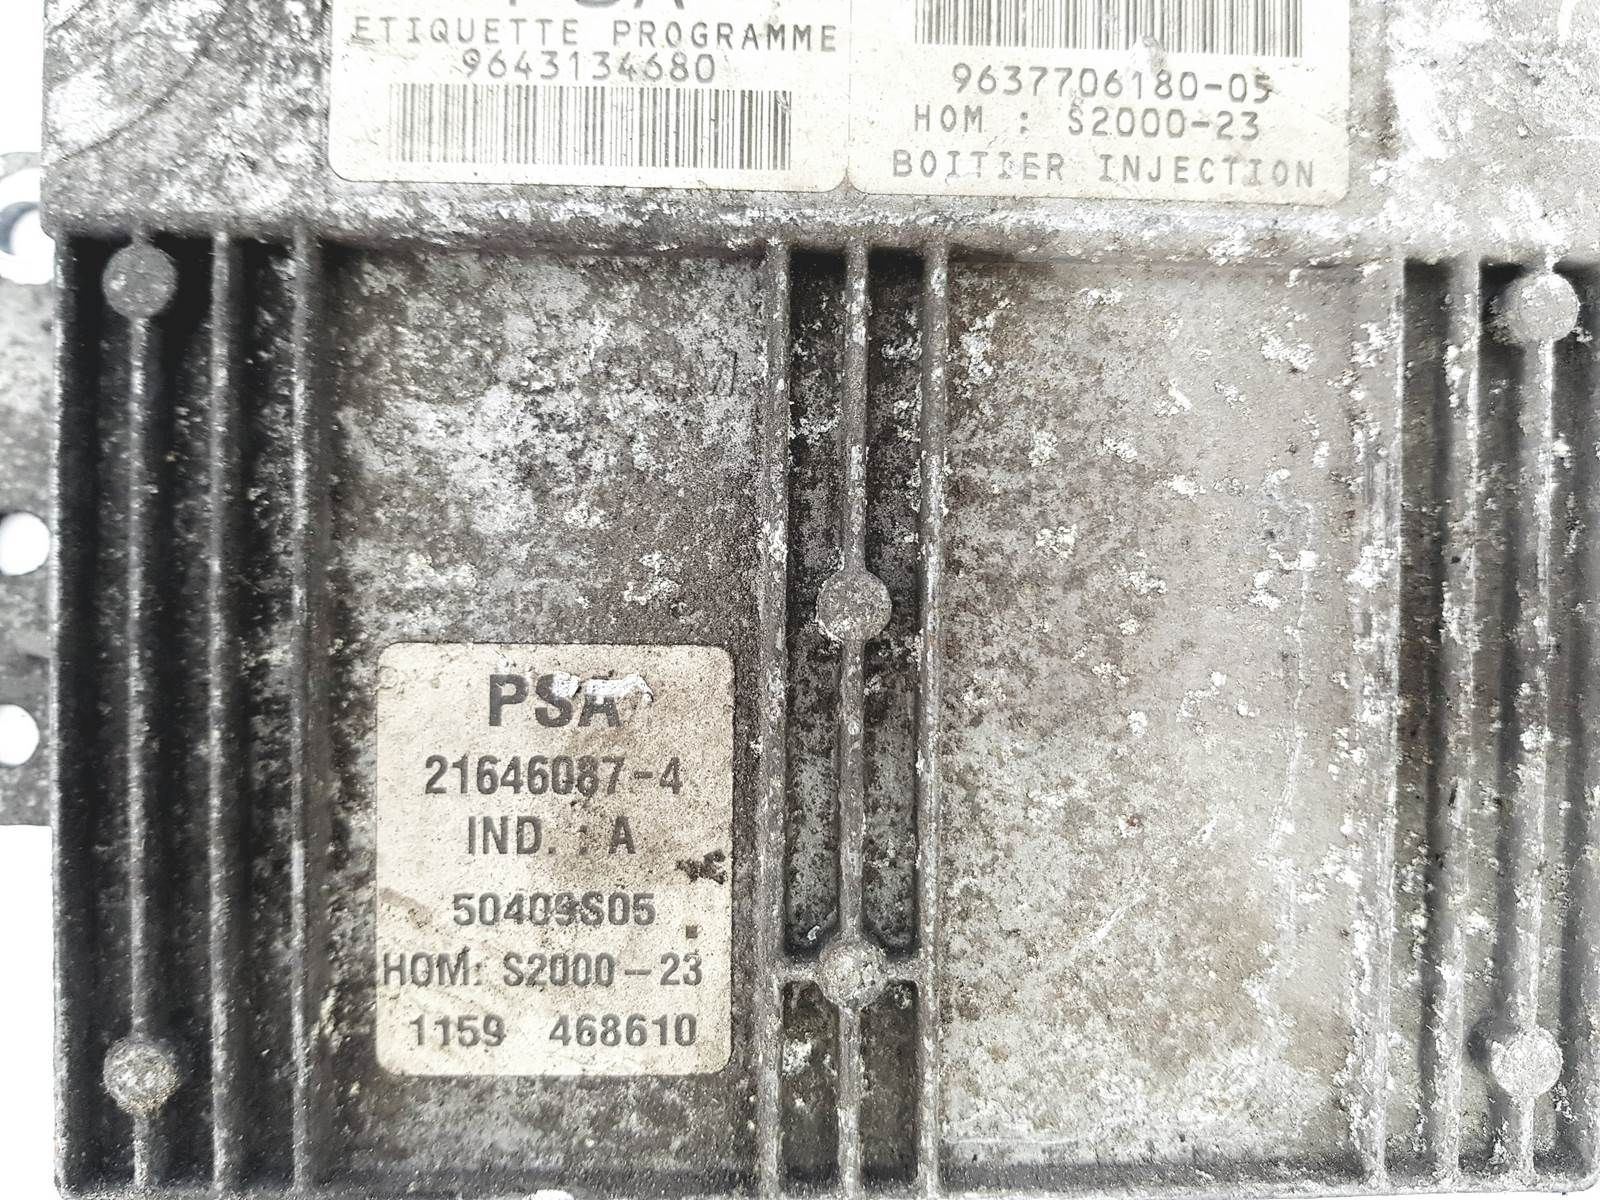 PSA
ETIQUETTE PROGRAMME
9643134680
9637706180-05
HOM : S2000-23
BOITIER INJECTION
PSA
21646087-4
IND. : A
50409S05
HOM: S2000-23
1159 468610